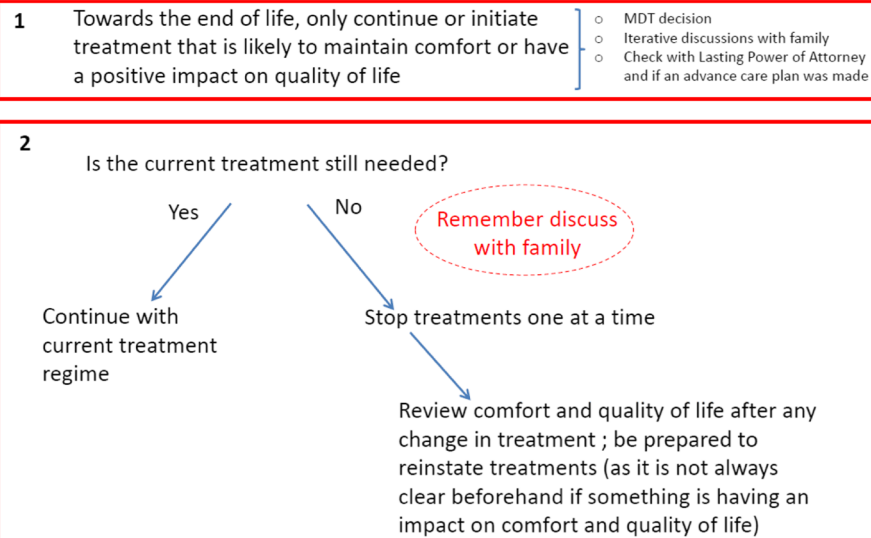 1
Towards the end of life, only continue or initiate
treatment that is likely to maintain comfort or have
a positive impact on quality of life
o MDT decision
o Iterative discussions with family
o Check with Lasting Power of Attorney
and if an advance care plan was made
2
Is the current treatment still needed?
Yes
No
Remember discuss
with family
Continue with
current treatment
regime
Stop treatments one at a time
Review comfort and quality of life after any
change in treatment ; be prepared to
reinstate treatments (as it is not always
clear beforehand if something is having an
impact on comfort and quality of life)